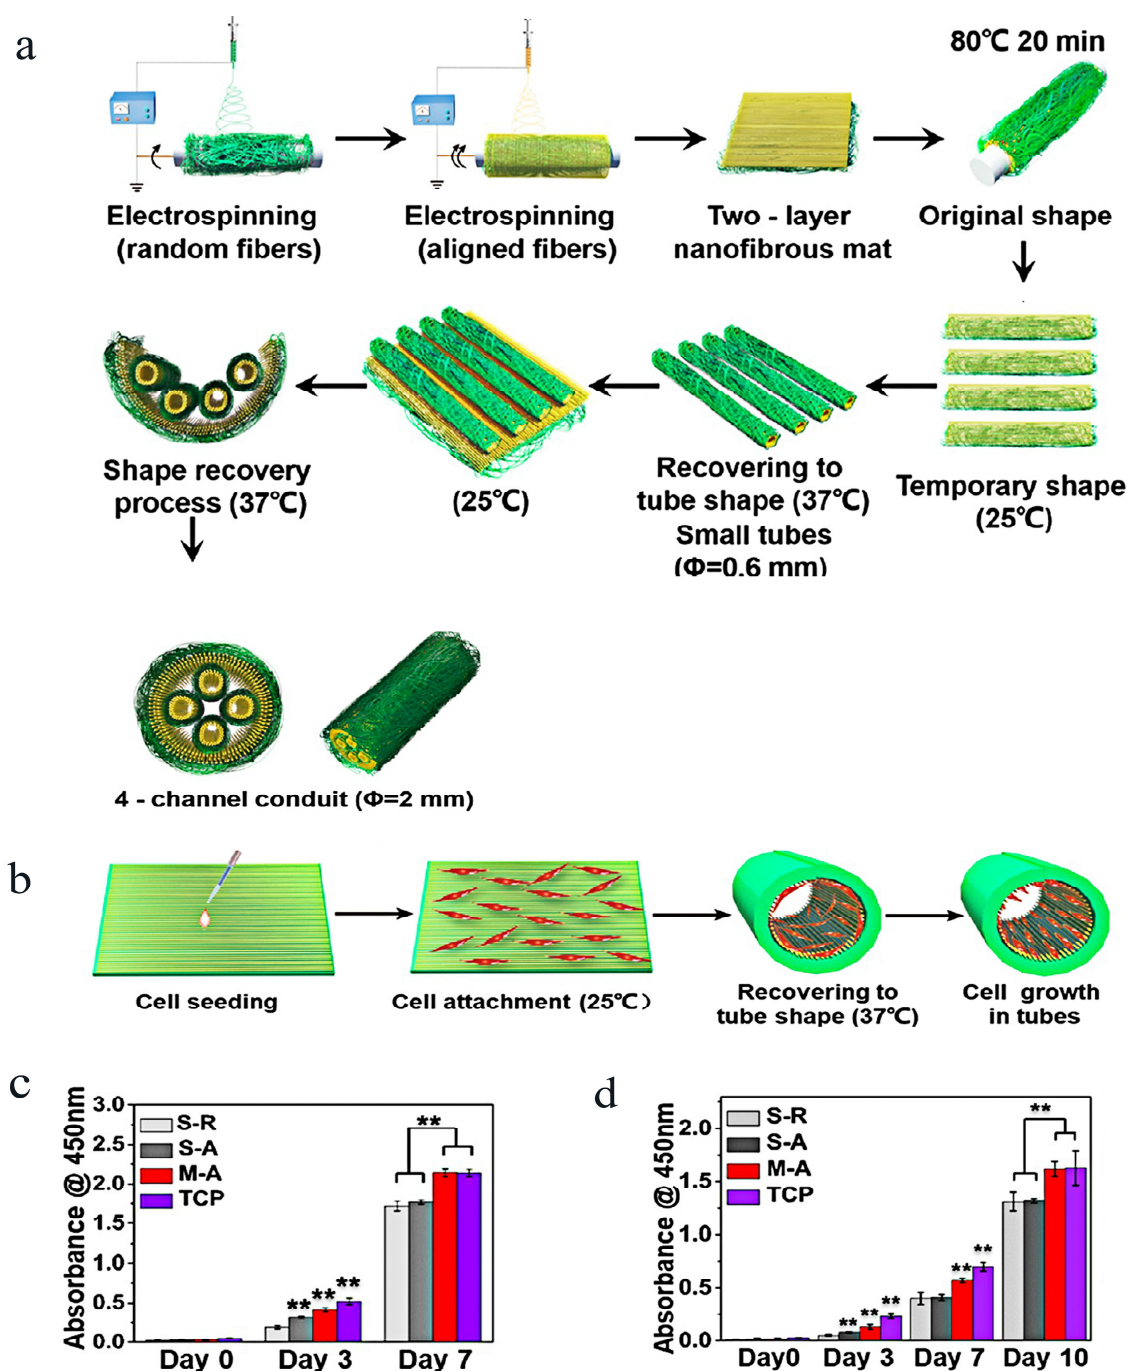 a
80℃ 20 min
Electrospinning
(random fibers)
Electrospinning
(aligned fibers)
Two - layer
nanofibrous mat
Original shape
Shape recovery
process (37℃)
(25℃)
Recovering to
tube shape (37℃)
Small tubes
(Φ=0.6 mm)
Temporary shape
(25℃)
4 - channel conduit (Φ=2 mm)
b
Cell seeding
Cell attachment (25℃)
Recovering to
tube shape (37℃)
Cell growth
in tubes
c
Absorbance @ 450nm
3.0
2.5
2.0
1.5
1.0
0.5
0.0
S-R
S-A
M-A
TCP
** ** **
**
Day 0 Day 3 Day 7
d
Absorbance @ 450nm
2.0
1.5
1.0
0.5
0.0
S-R
S-A
M-A
TCP
** ** **
** **
**
Day0 Day 3 Day 7 Day 10